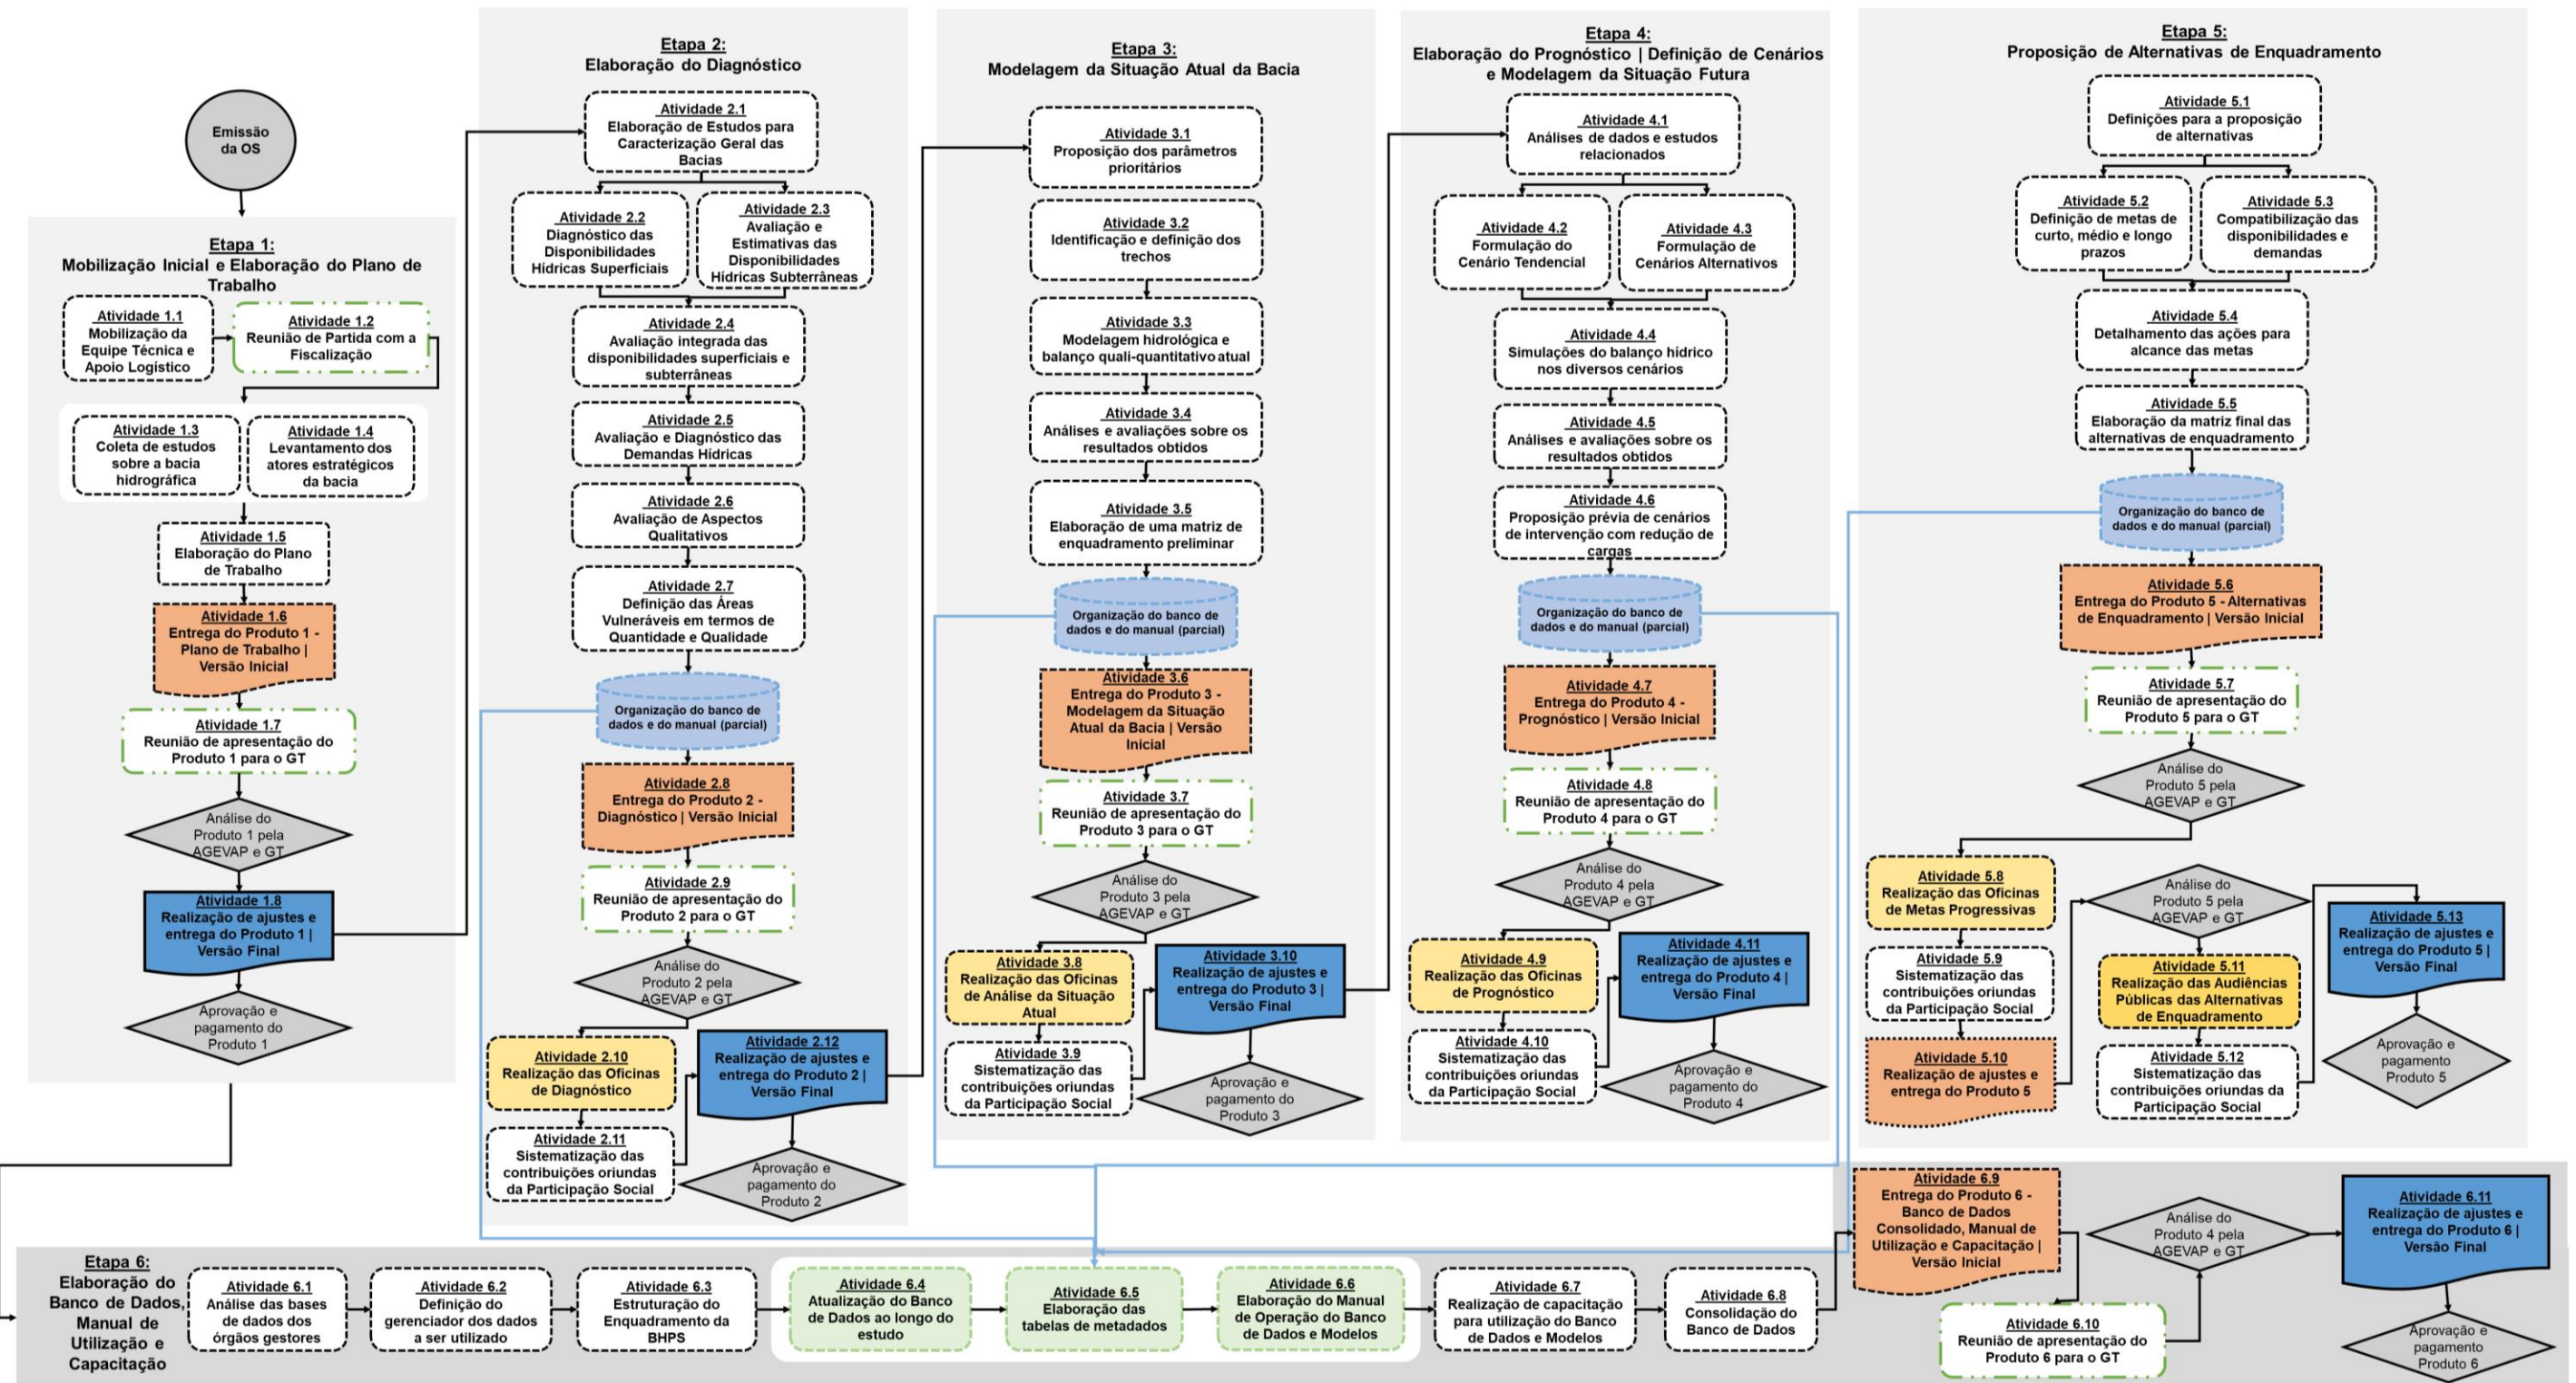 Emissão
da OS
Etapa 1:
Mobilização Inicial e Elaboração do Plano de
Trabalho
Atividade 1.1
Mobilização da
Equipe Técnica e
Apoio Logístico
Atividade 1.2
Reunião de Partida com a
Fiscalização
Atividade 1.3
Coleta de estudos
sobre a bacia
hidrográfica
Atividade 1.4
Levantamento dos
atores estratégicos
da bacia
Atividade 1.5
Elaboração do Plano
de Trabalho
Atividade 1.6
Entrega do Produto 1 -
Plano de Trabalho |
Versão Inicial
Atividade 1.7
Reunião de apresentação do
Produto 1 para o GT
Análise do
Produto 1 pela
AGEVAP e GT
Atividade 1.8
Realização de ajustes e
entrega do Produto 1 |
Versão Final
Aprovação e
pagamento do
Produto 1
Etapa 2:
Elaboração do Diagnóstico
Atividade 2.1
Elaboração de Estudos para
Caracterização Geral das
Bacias
Atividade 2.2
Diagnóstico das
Disponibilidades
Hídricas Superficiais
Atividade 2.3
Avaliação e
Estimativas das
Disponibilidades
Hídricas Subterrâneas
Atividade 2.4
Avaliação integrada das
disponibilidades superficiais e
subterrâneas
Atividade 2.5
Avaliação e Diagnóstico das
Demandas Hídricas
Atividade 2.6
Avaliação de Aspectos
Qualitativos
Atividade 2.7
Definição das Áreas
Vulneráveis em termos de
Quantidade e Qualidade
Organização do banco de
dados e do manual (parcial)
Atividade 2.8
Entrega do Produto 2 -
Diagnóstico | Versão Inicial
Atividade 2.9
Reunião de apresentação do
Produto 2 para o GT
Análise do
Produto 2 pela
AGEVAP e GT
Atividade 2.10
Realização das Oficinas
de Diagnóstico
Atividade 2.11
Sistematização das
contribuições oriundas
da Participação Social
Atividade 2.12
Realização de ajustes e
entrega do Produto 2 |
Versão Final
Aprovação e
pagamento do
Produto 2
Etapa 3:
Modelagem da Situação Atual da Bacia
Atividade 3.1
Proposição dos parâmetros
prioritários
Atividade 3.2
Identificação e definição dos
trechos
Atividade 3.3
Modelagem hidrológica e
balanço quali-quantitativo atual
Atividade 3.4
Análises e avaliações sobre os
resultados obtidos
Atividade 3.5
Elaboração de uma matriz de
enquadramento preliminar
Organização do banco de
dados e do manual (parcial)
Atividade 3.6
Entrega do Produto 3 -
Modelagem da Situação
Atual da Bacia | Versão
Inicial
Atividade 3.7
Reunião de apresentação do
Produto 3 para o GT
Análise do
Produto 3 pela
AGEVAP e GT
Atividade 3.8
Realização das Oficinas
de Análise da Situação
Atual
Atividade 3.9
Sistematização das
contribuições oriundas
da Participação Social
Atividade 3.10
Realização de ajustes e
entrega do Produto 3 |
Versão Final
Aprovação e
pagamento do
Produto 3
Etapa 4:
Elaboração do Prognóstico | Definição de Cenários
e Modelagem da Situação Futura
Atividade 4.1
Análises de dados e estudos
relacionados
Atividade 4.2
Formulação do
Cenário Tendencial
Atividade 4.3
Formulação de
Cenários Alternativos
Atividade 4.4
Simulações do balanço hídrico
nos diversos cenários
Atividade 4.5
Análises e avaliações sobre os
resultados obtidos
Atividade 4.6
Proposição prévia de cenários
de intervenção com redução de
cargas
Organização do banco de
dados e do manual (parcial)
Atividade 4.7
Entrega do Produto 4 -
Prognóstico | Versão Inicial
Atividade 4.8
Reunião de apresentação do
Produto 4 para o GT
Análise do
Produto 4 pela
AGEVAP e GT
Atividade 4.9
Realização das Oficinas
de Prognóstico
Atividade 4.10
Sistematização das
contribuições oriundas
da Participação Social
Atividade 4.11
Realização de ajustes e
entrega do Produto 4 |
Versão Final
Aprovação e
pagamento do
Produto 4
Etapa 5:
Proposição de Alternativas de Enquadramento
Atividade 5.1
Definições para a proposição
de alternativas
Atividade 5.2
Definição de metas de
curto, médio e longo
prazos
Atividade 5.3
Compatibilização das
disponibilidades e
demandas
Atividade 5.4
Detalhamento das ações para
alcance das metas
Atividade 5.5
Elaboração da matriz final das
alternativas de enquadramento
Organização do banco de
dados e do manual (parcial)
Atividade 5.6
Entrega do Produto 5 - Alternativas
de Enquadramento | Versão Inicial
Atividade 5.7
Reunião de apresentação do
Produto 5 para o GT
Análise do
Produto 5 pela
AGEVAP e GT
Atividade 5.8
Realização das Oficinas
de Metas Progressivas
Atividade 5.9
Sistematização das
contribuições oriundas
da Participação Social
Atividade 5.10
Realização de ajustes e
entrega do Produto 5
Análise do
Produto 5 pela
AGEVAP e GT
Atividade 5.11
Realização das Audiências
Públicas das Alternativas
de Enquadramento
Atividade 5.12
Sistematização das
contribuições oriundas da
Participação Social
Atividade 5.13
Realização de ajustes e
entrega do Produto 5 |
Versão Final
Aprovação e
pagamento
Produto 5
Etapa 6:
Elaboração do
Banco de Dados,
Manual de
Utilização e
Capacitação
Atividade 6.1
Análise das bases
de dados dos
órgãos gestores
Atividade 6.2
Definição do
gerenciador dos dados
a ser utilizado
Atividade 6.3
Estruturação do
Enquadramento da
BHPS
Atividade 6.4
Atualização do Banco
de Dados ao longo do
estudo
Atividade 6.5
Elaboração das
tabelas de metadados
Atividade 6.6
Elaboração do Manual
de Operação do Banco
de Dados e Modelos
Atividade 6.7
Realização de capacitação
para utilização do Banco
de Dados e Modelos
Atividade 6.8
Consolidação do
Banco de Dados
Atividade 6.9
Entrega do Produto 6 -
Banco de Dados
Consolidado, Manual de
Utilização e Capacitação |
Versão Inicial
Atividade 6.10
Reunião de apresentação do
Produto 6 para o GT
Análise do
Produto 4 pela
AGEVAP e GT
Atividade 6.11
Realização de ajustes e
entrega do Produto 6 |
Versão Final
Aprovação e
pagamento
Produto 6